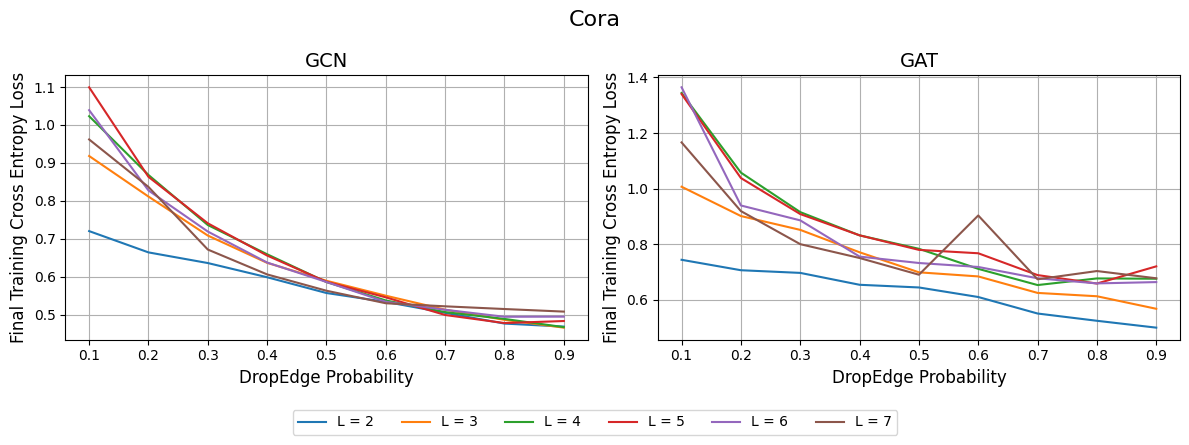 Cora
GCN
Final Training Cross Entropy Loss
1.1
1.0
0.9
0.8
0.7
0.6
0.5
0.1 0.2 0.3 0.4 0.5 0.6 0.7 0.8 0.9
DropEdge Probability
GAT
Final Training Cross Entropy Loss
1.4
1.2
1.0
0.8
0.6
0.1 0.2 0.3 0.4 0.5 0.6 0.7 0.8 0.9
DropEdge Probability
L = 2 L = 3 L = 4 L = 5 L = 6 L = 7